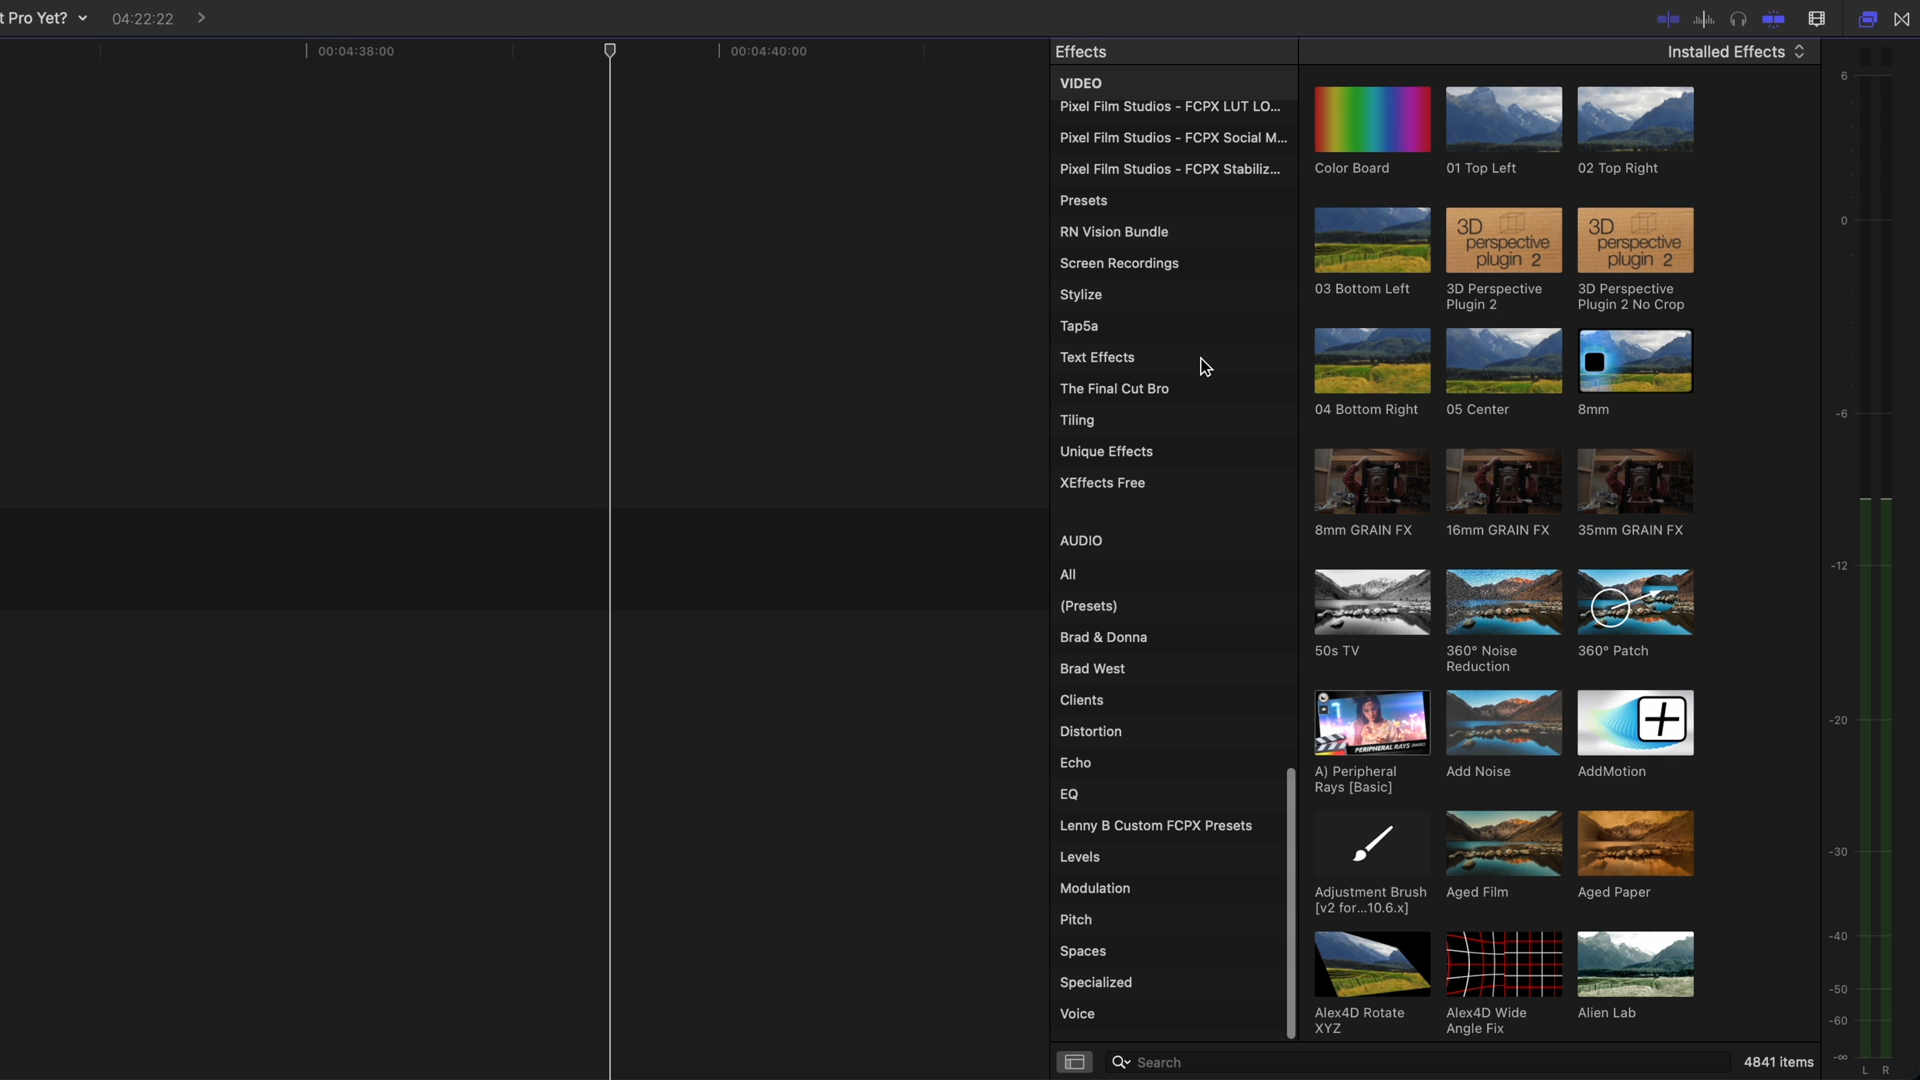 t Pro Yet?
04:22:22
00:04:38:00
00:04:40:00
Effects
Installed Effects
VIDEO
Pixel Film Studios - FCPX LUT LO...
Pixel Film Studios - FCPX Social M...
Pixel Film Studios - FCPX Stabiliz...
Presets
RN Vision Bundle
Screen Recordings
Stylize
Tap5a
Text Effects
The Final Cut Bro
Tiling
Unique Effects
XEffects Free
AUDIO
All
(Presets)
Brad & Donna
Brad West
Clients
Distortion
Echo
EQ
Lenny B Custom FCPX Presets
Levels
Modulation
Pitch
Spaces
Specialized
Voice
Color Board
01 Top Left
02 Top Right
3D
perspective
plugin 2
3D
perspective
plugin 2
03 Bottom Left
3D Perspective
Plugin 2
3D Perspective
Plugin 2 No Crop
04 Bottom Right
05 Center
8mm
8mm GRAIN FX
16mm GRAIN FX
35mm GRAIN FX
50s TV
360° Noise
Reduction
360° Patch
PERIPHERAL RAYS [BASIC]
A) Peripheral
Rays [Basic]
Add Noise
AddMotion
Adjustment Brush
[v2 for...10.6.x]
Aged Film
Aged Paper
Alex4D Rotate
XYZ
Alex4D Wide
Angle Fix
Alien Lab
Search
4841 items
6
0
-6
-12
-20
-30
-40
-50
-60
-∞
L R